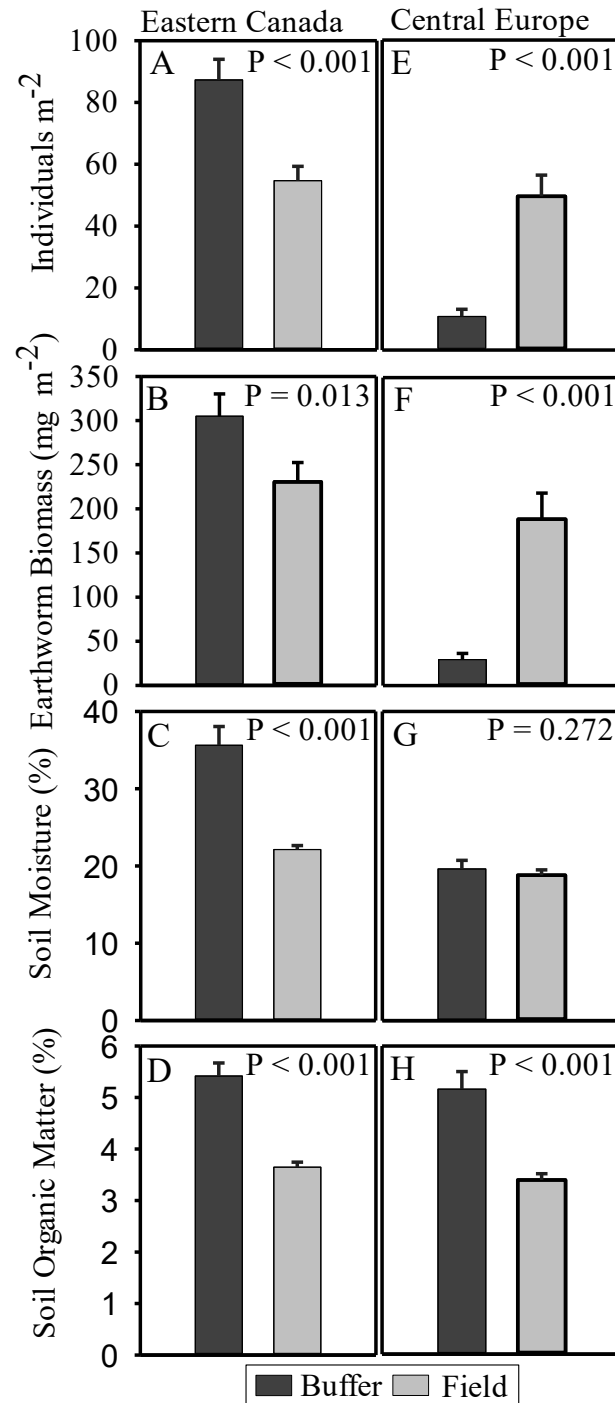 Eastern Canada Central Europe
Individuals m-2
100
80
60
40
20
0
A P < 0.001
E P < 0.001
Earthworm Biomass (mg m-2)
350
300
250
200
150
100
50
0
B P = 0.013
F P < 0.001
Soil Moisture (%)
40
30
20
10
0
C P < 0.001
G P = 0.272
Soil Organic Matter (%)
6
5
4
3
2
1
0
D P < 0.001
H P < 0.001
Buffer Field